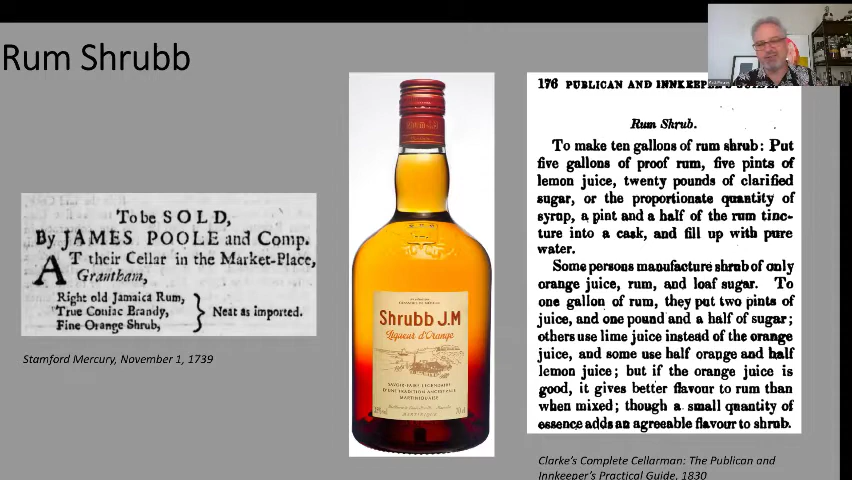 Rum Shrubb
To be SOLD,
By JAMES POOLE and Comp.
AT their Cellar in the Market-Place,
Grantham,
Right old Jamaica Rum,
True Coniac Brandy,
Fine Orange Shrub,
Neat as imported.
Stamford Mercury, November 1, 1739
Shrubb J.M
Liqueur d'Orange
SAVOIR-FAIRE LEGENDAIRE
D'UNE TRADITION ANCESTRALE
MARTINIQUAISE
176 PUBLICAN AND INNKEEPER'S GUIDE.
Rum Shrub.
To make ten gallons of rum shrub: Put
five gallons of proof rum, five pints of
lemon juice, twenty pounds of clarified
sugar, or the proportionate quantity of
syrup, a pint and a half of the rum tinc-
ture into a cask, and fill up with pure
water.
Some persons manufacture shrub of only
orange juice, rum, and loaf sugar. To
one gallon of rum, they put two pints of
juice, and one pound and a half of sugar;
others use lime juice instead of the orange
juice, and some use half orange and half
lemon juice; but if the orange juice is
good, it gives better flavour to rum than
when mixed; though a small quantity of
essence adds an agreeable flavour to shrub.
Clarke's Complete Cellarman: The Publican and
Innkeeper's Practical Guide, 1830